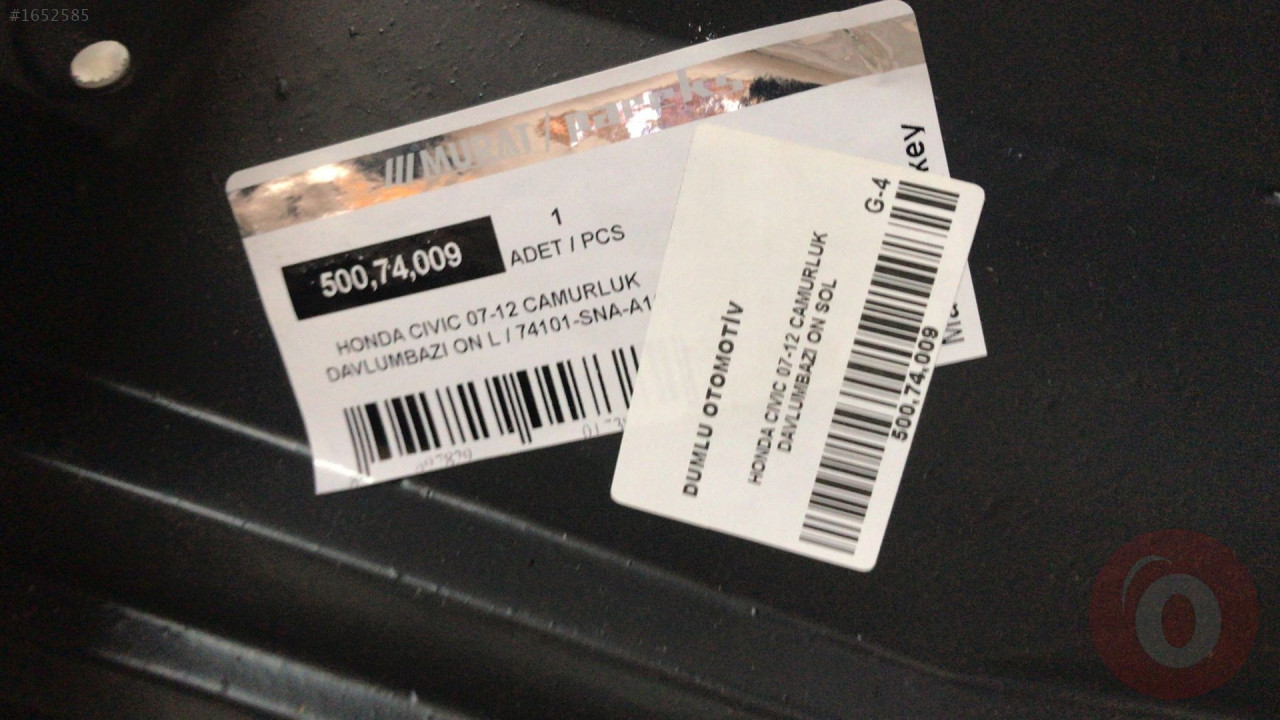 #1652585
MURAT /
500,74,009
1
ADET / PCS
HONDA CIVIC 07-12 CAMURLUK
DAVLUMBAZI ON L / 74101-SNA-A1
key
G-4
DUMLU OTOMOTİV
HONDA CIVIC 07-12 CAMURLUK
DAVLUMBAZI ON SOL
500.74.009